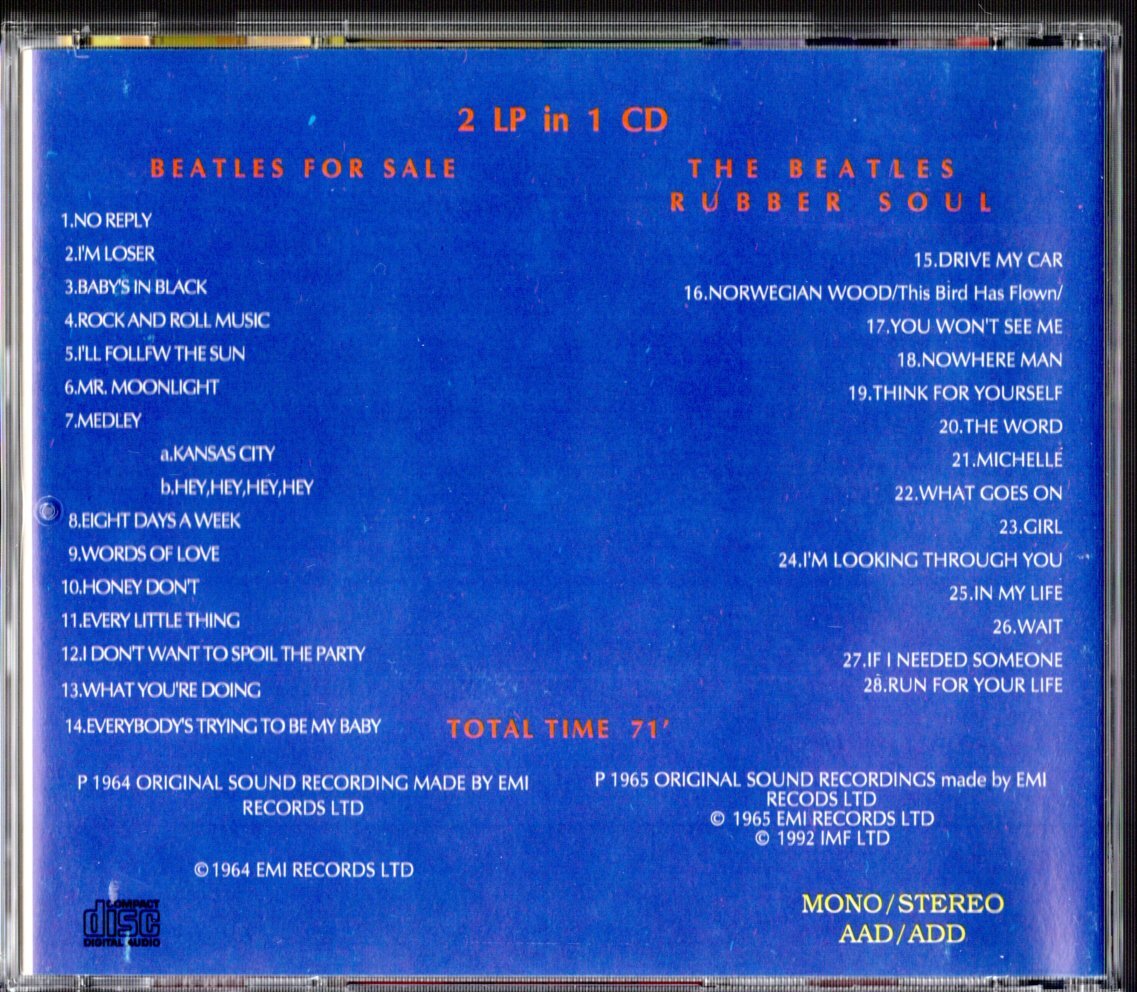 2 LP in 1 CD
BEATLES FOR SALE
1.NO REPLY
2.I'M LOSER
3.BABY'S IN BLACK
4.ROCK AND ROLL MUSIC
5.I'LL FOLLFW THE SUN
6.MR. MOONLIGHT
7.MEDLEY
a.KANSAS CITY
b.HEY,HEY,HEY,HEY
8.EIGHT DAYS A WEEK
9.WORDS OF LOVE
10.HONEY DON'T
11.EVERY LITTLE THING
12.I DON'T WANT TO SPOIL THE PARTY
13.WHAT YOU'RE DOING
14.EVERYBODY'S TRYING TO BE MY BABY
THE BEATLES
RUBBER SOUL
15.DRIVE MY CAR
16.NORWEGIAN WOOD/This Bird Has Flown/
17.YOU WON'T SEE ME
18.NOWHERE MAN
19.THINK FOR YOURSELF
20.THE WORD
21.MICHELLE
22.WHAT GOES ON
23.GIRL
24.I'M LOOKING THROUGH YOU
25.IN MY LIFE
26.WAIT
27.IF I NEEDED SOMEONE
28.RUN FOR YOUR LIFE
TOTAL TIME 71'
P 1964 ORIGINAL SOUND RECORDING MADE BY EMI
RECORDS LTD
©1964 EMI RECORDS LTD
P 1965 ORIGINAL SOUND RECORDINGS made by EMI
RECODS LTD
© 1965 EMI RECORDS LTD
© 1992 IMF LTD
COMPACT
disc
DIGITAL AUDIO
MONO/STEREO
AAD/ADD